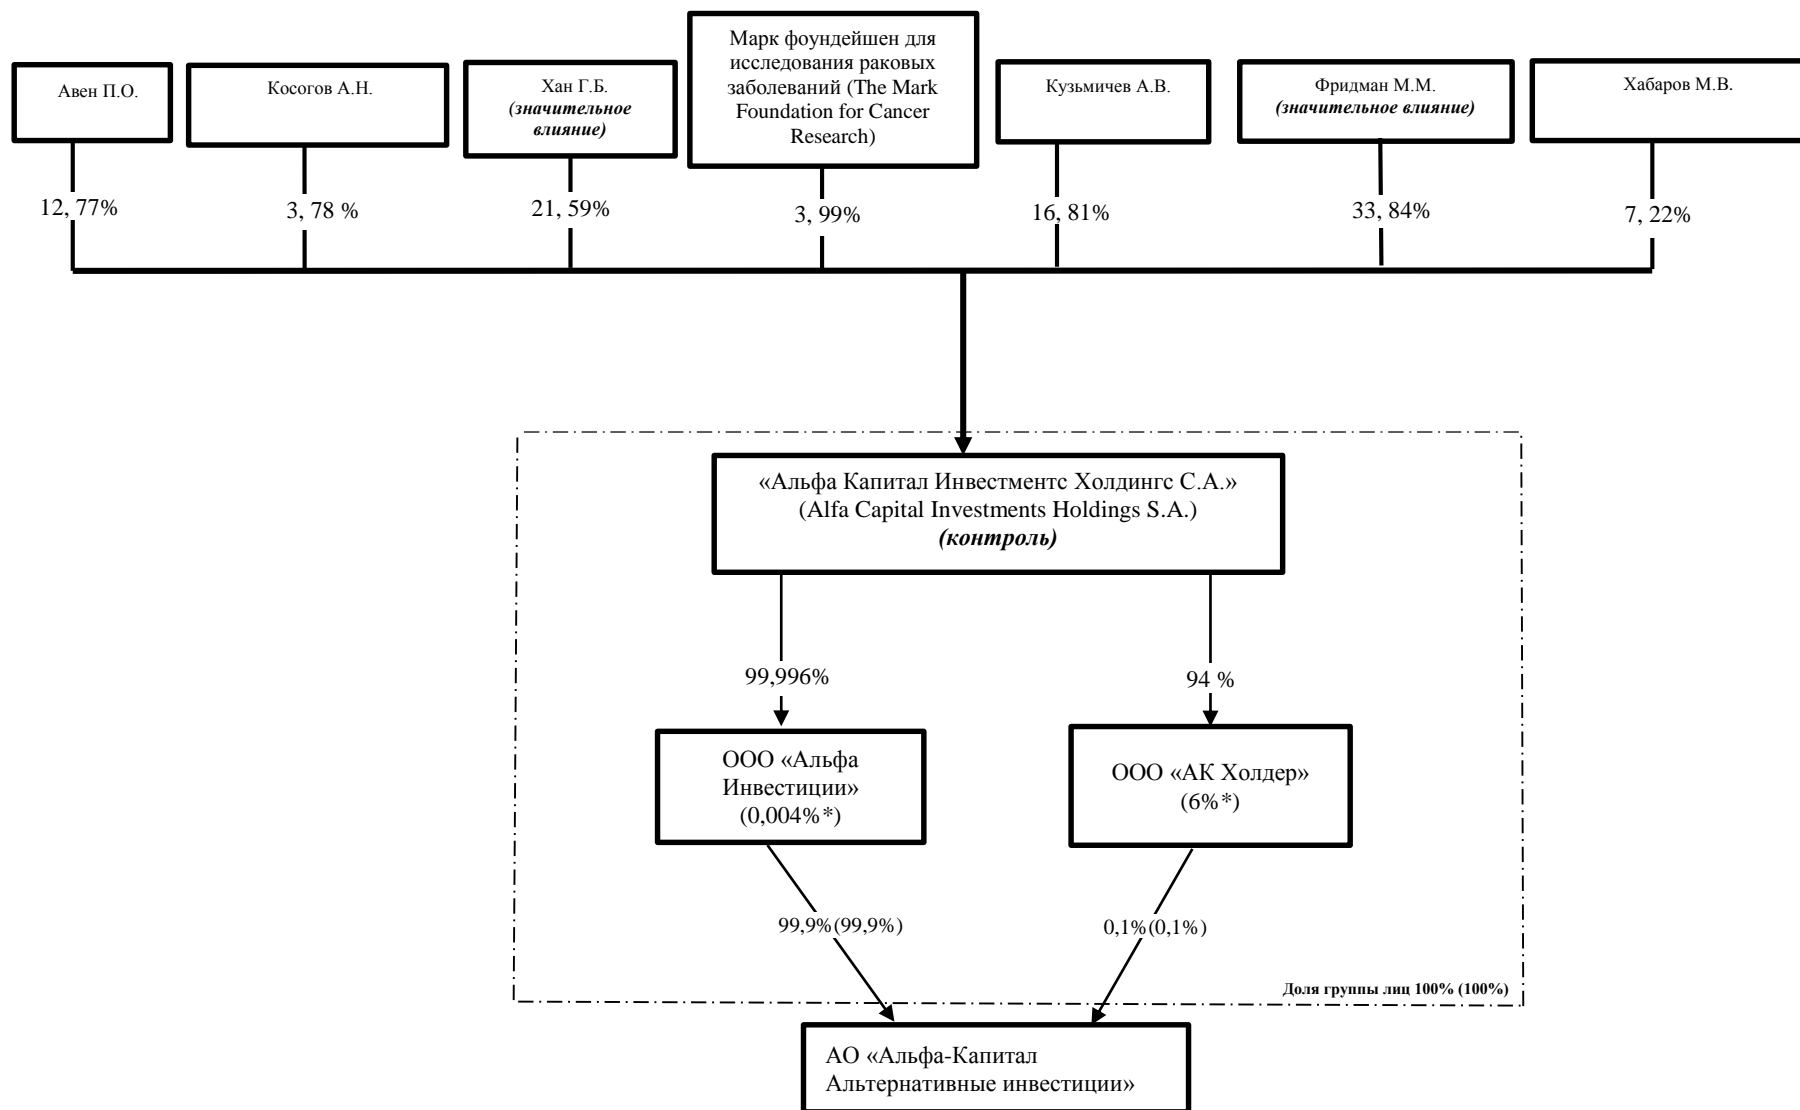 Авен П.О.
Косогов А.Н.
Хан Г.Б.
(значительное
влияние)
Марк фоундейшен для
исследования раковых
заболеваний (The Mark
Foundation for Cancer
Research)
Кузьмичев А.В.
Фридман М.М.
(значительное влияние)
Хабаров М.В.
12, 77%
3, 78 %
21, 59%
3, 99%
16, 81%
33, 84%
7, 22%
«Альфа Капитал Инвестментс Холдингс С.А.»
(Alfa Capital Investments Holdings S.A.)
(контроль)
99,996%
94 %
ООО «Альфа
Инвестиции»
(0,004%*)
ООО «АК Холдер»
(6%*)
99,9%(99,9%)
0,1%(0,1%)
Доля группы лиц 100% (100%)
АО «Альфа-Капитал
Альтернативные инвестиции»